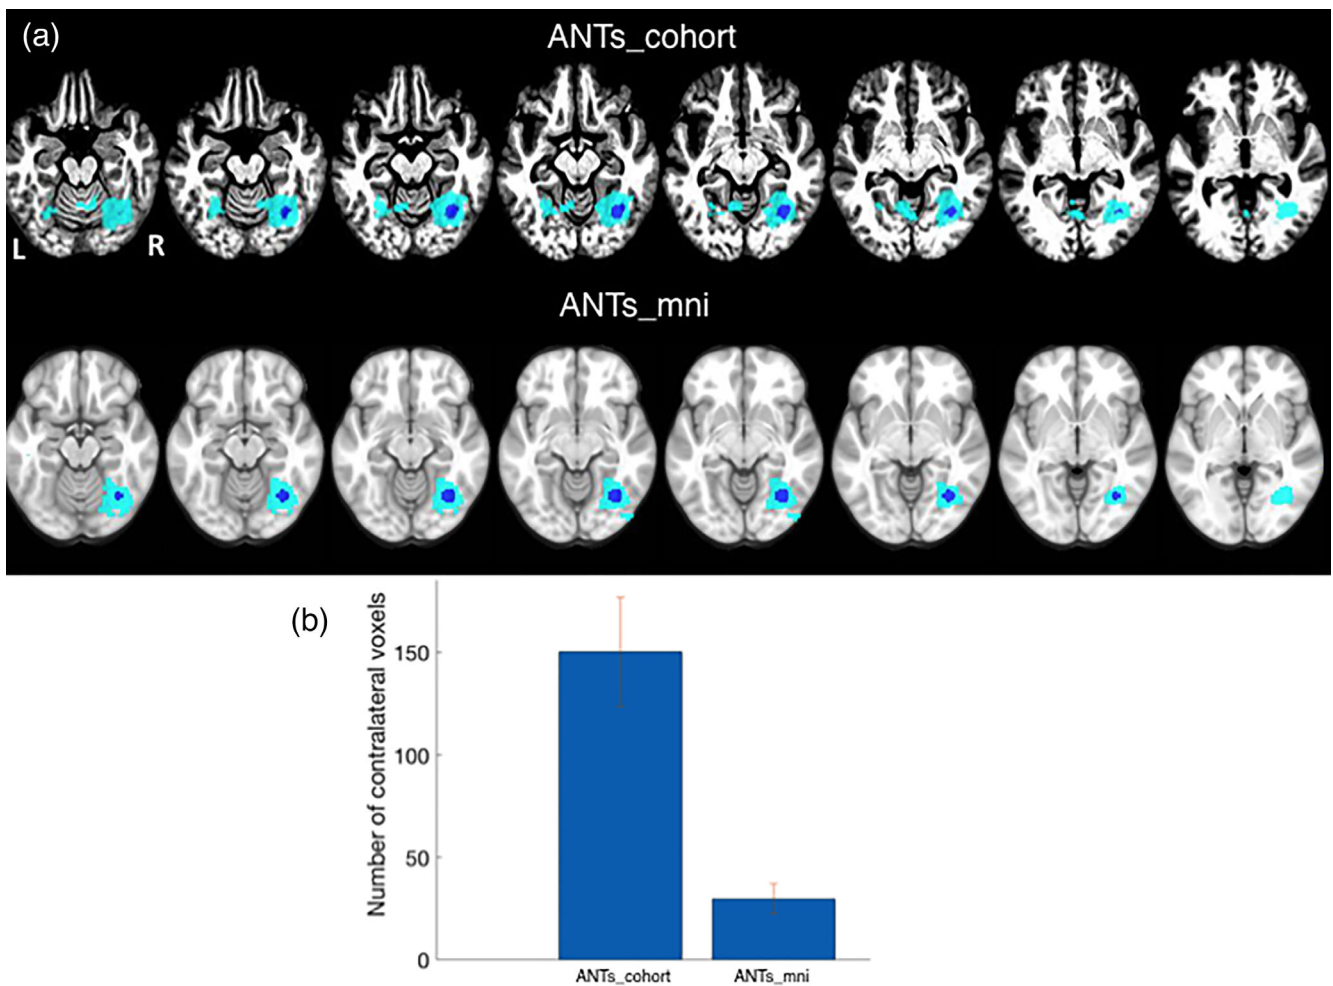 (a)
ANTs_cohort
L
R
ANTs_mni
(b)
Number of contralateral voxels
150
100
50
0
ANTs_cohort
ANTs_mni